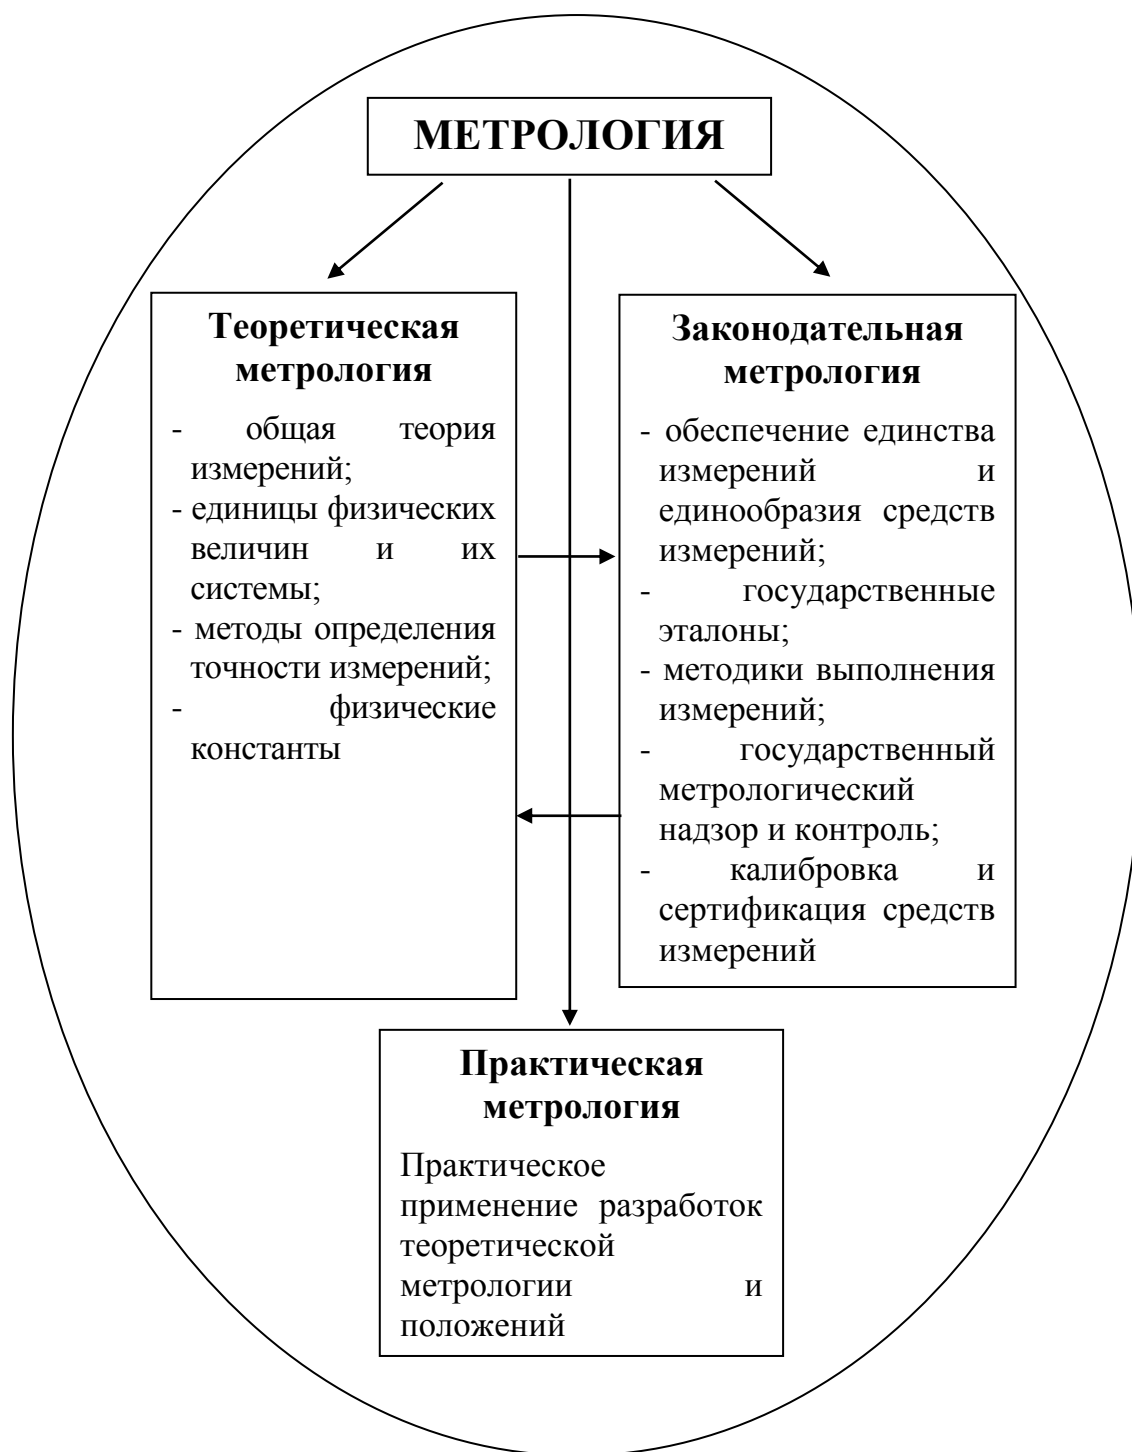 МЕТРОЛОГИЯ
Теоретическая
метрология
- общая теория
измерений;
- единицы физических
величин и их
системы;
- методы определения
точности измерений;
- физические
константы
Законодательная
метрология
- обеспечение единства
измерений и
единообразия средств
измерений;
- государственные
эталоны;
- методики выполнения
измерений;
- государственный
метрологический
надзор и контроль;
- калибровка и
сертификация средств
измерений
Практическая
метрология
Практическое
применение разработок
теоретической
метрологии и
положений